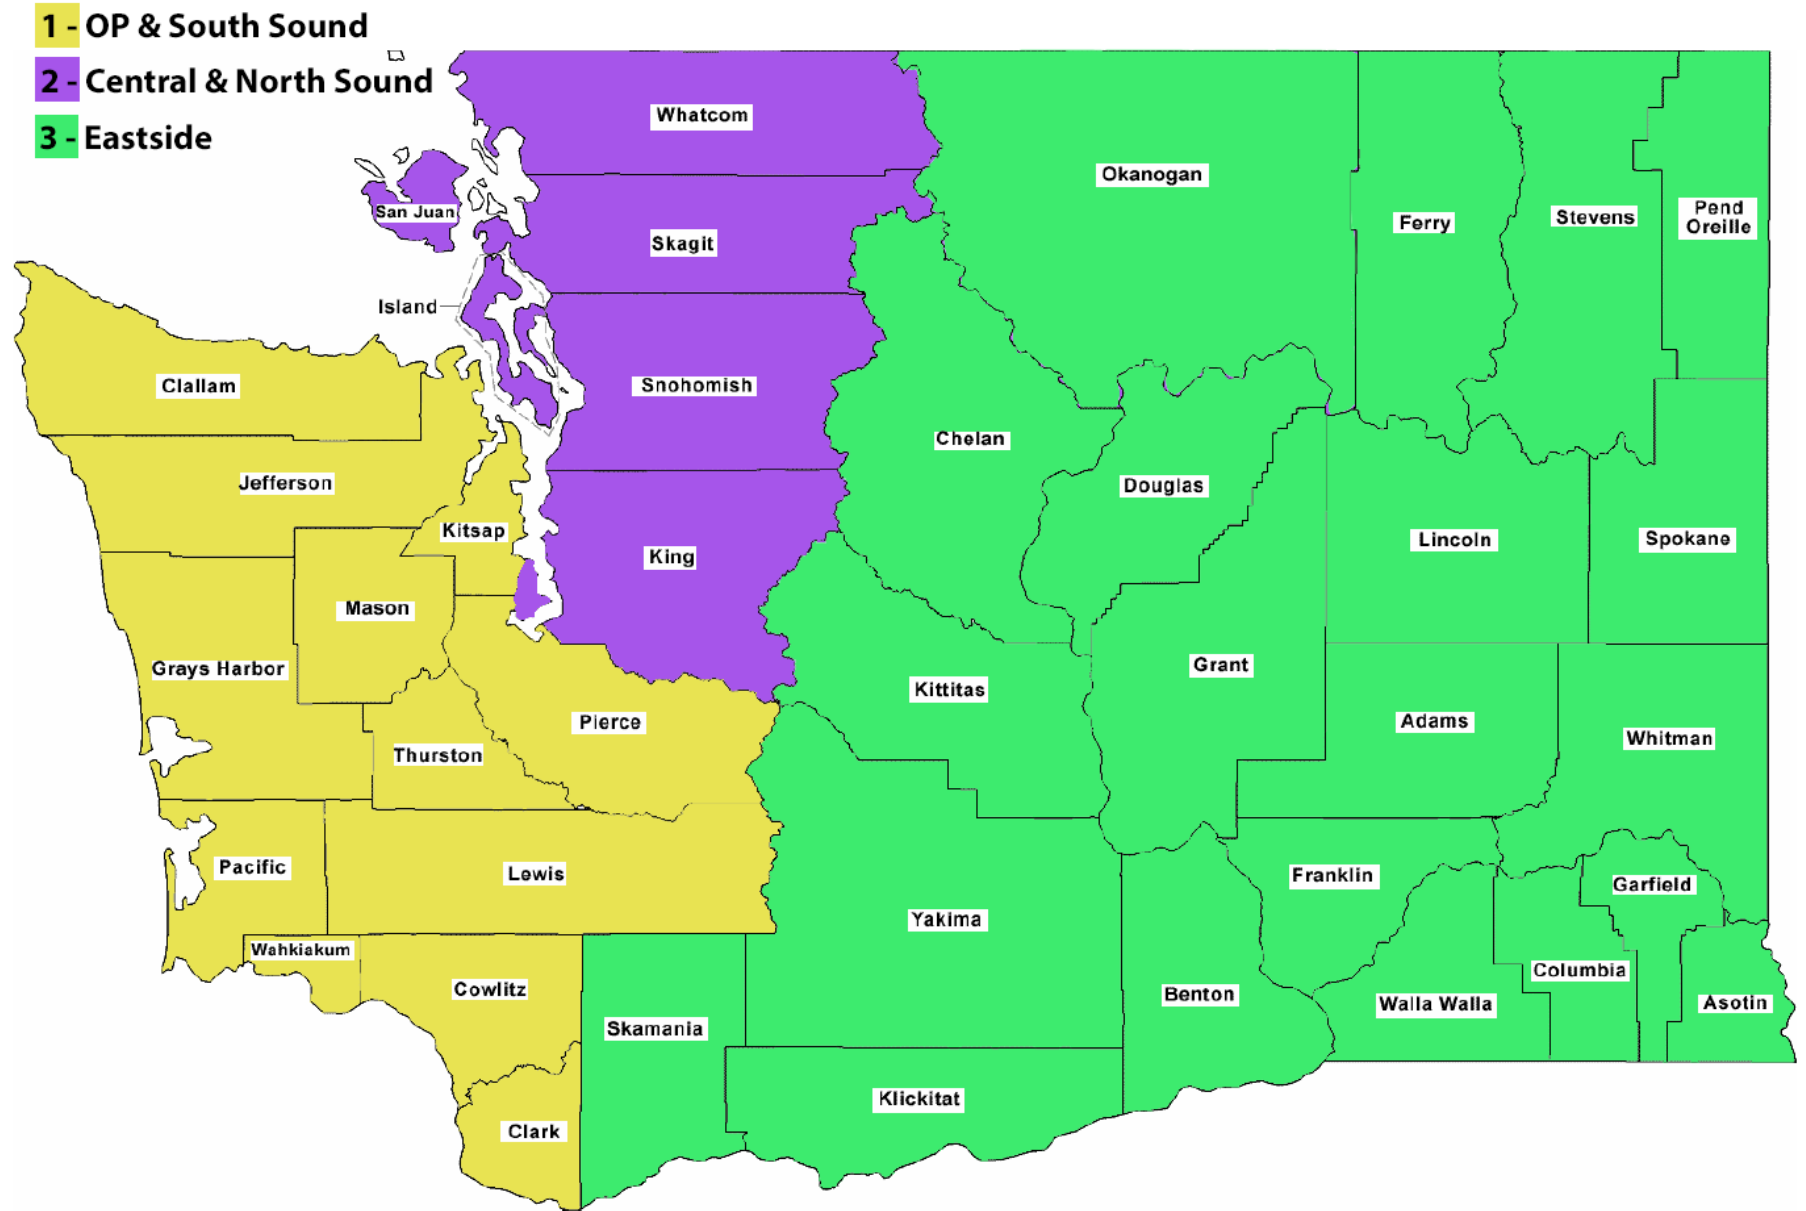 1 - OP & South Sound
2 - Central & North Sound
3 - Eastside
Whatcom
Okanogan
San Juan
Skagit
Ferry
Stevens
Pend
Oreille
Island
Clallam
Snohomish
Chelan
Jefferson
Douglas
Kitsap
King
Lincoln
Spokane
Mason
Grays Harbor
Grant
Kittitas
Pierce
Adams
Whitman
Thurston
Pacific
Lewis
Franklin
Garfield
Yakima
Wahkiakum
Cowlitz
Columbia
Benton
Walla Walla
Asotin
Skamania
Klickitat
Clark